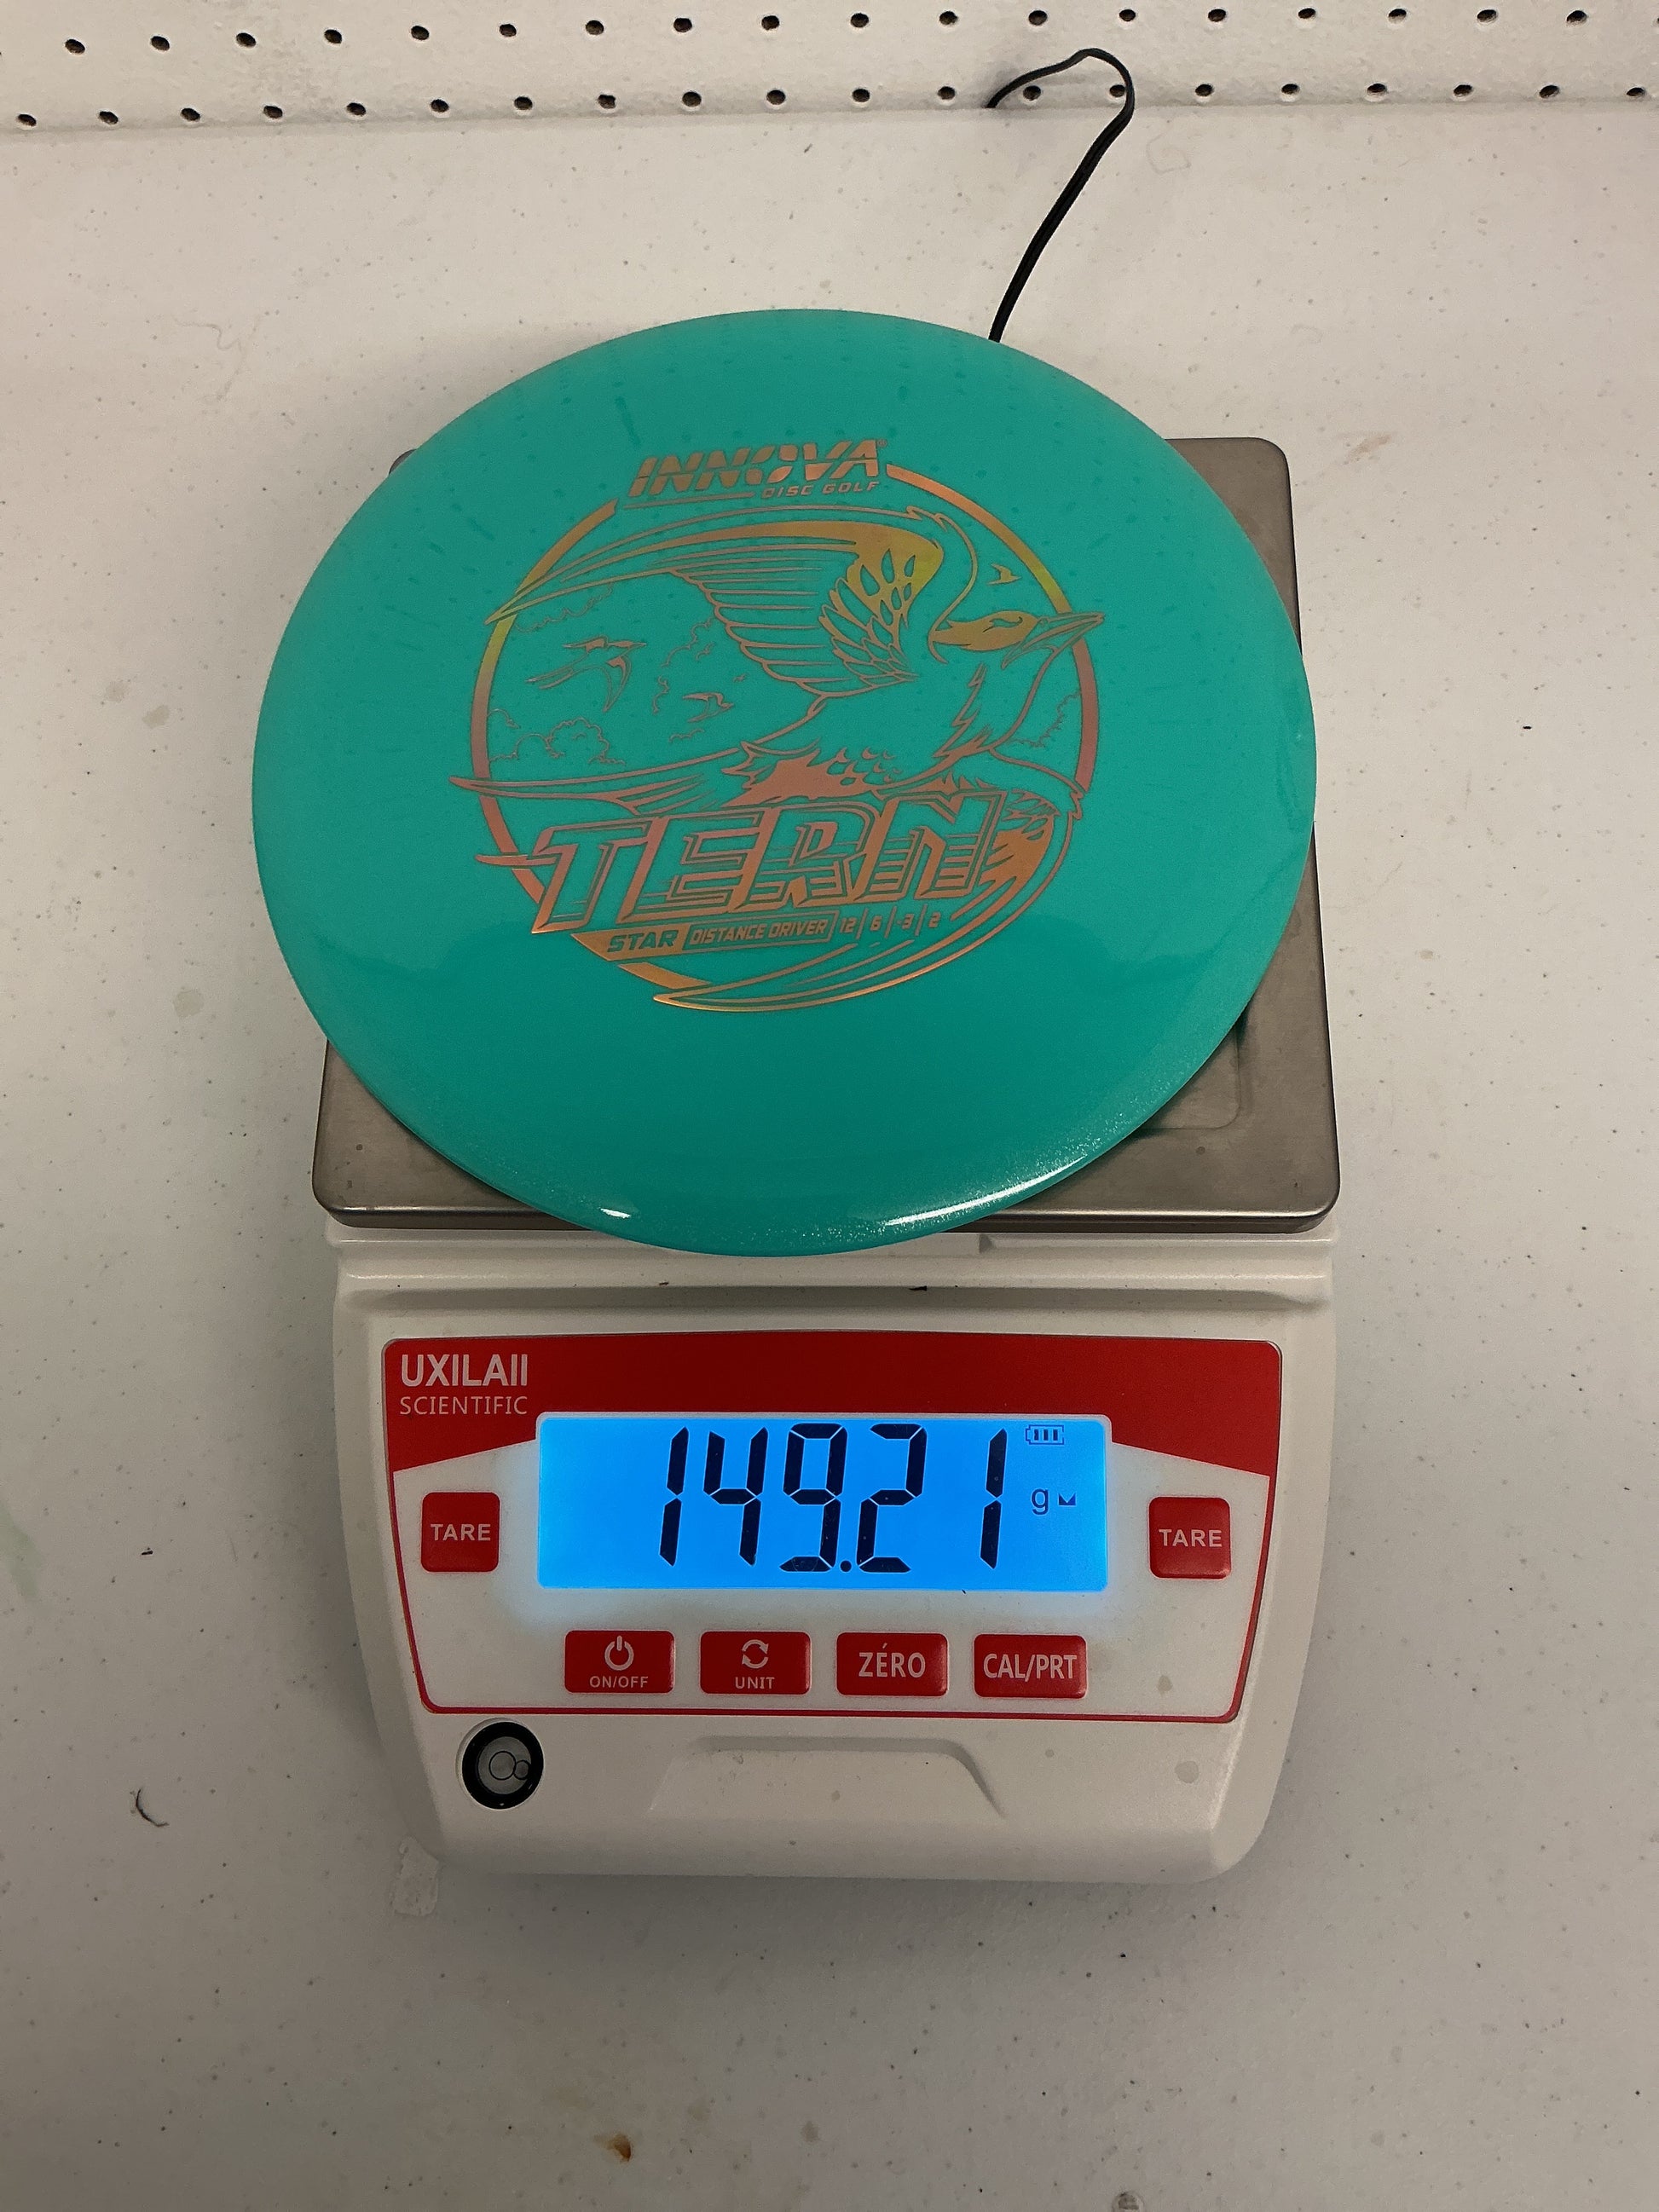 INNOVA
DISC GOLF
TERN
STAR DISTANCE DRIVER 12 | 6 | -3 | 2
UXILAII
SCIENTIFIC
149.21 g
TARE
TARE
ON/OFF
UNIT
ZÉRO
CAL/PRT